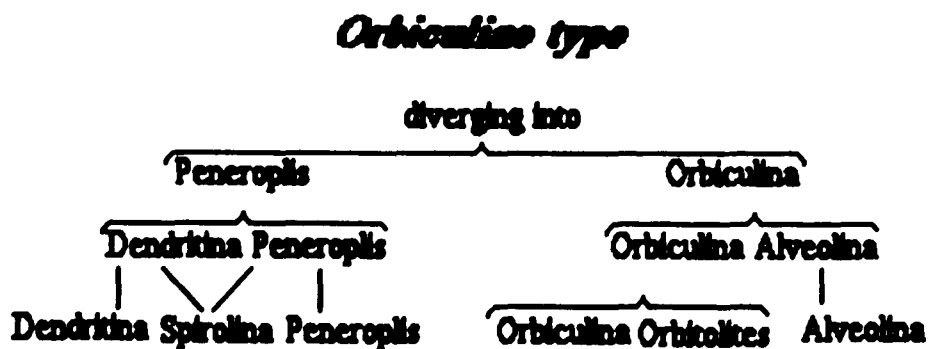 Orbiculine type
diverging into
Peneroplis Orbiculina
Dendritina Peneroplis Orbiculina Alveolina
Dendritina Spirolina Peneroplis Orbiculina Orbitolites Alveolina